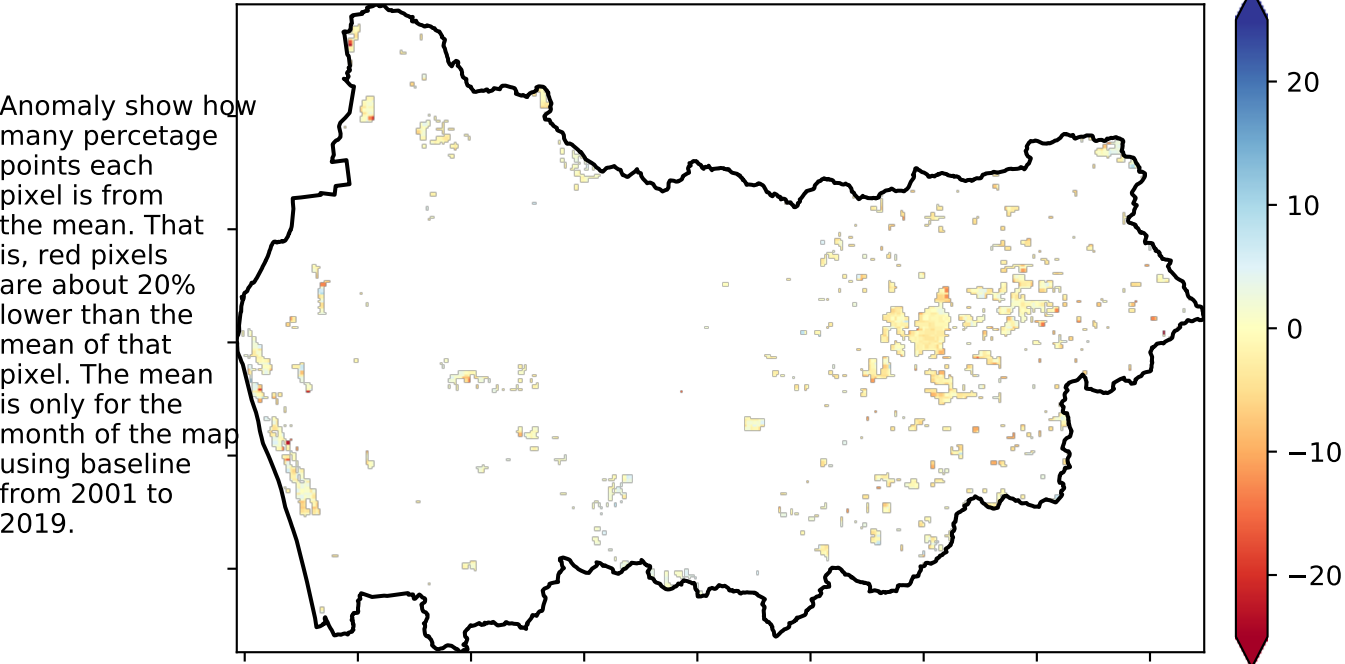 Anomaly show how
many percetage
points each
pixel is from
the mean. That
is, red pixels
are about 20%
lower than the
mean of that
pixel. The mean
is only for the
month of the map
using baseline
from 2001 to
2019.
20
10
0
−10
−20